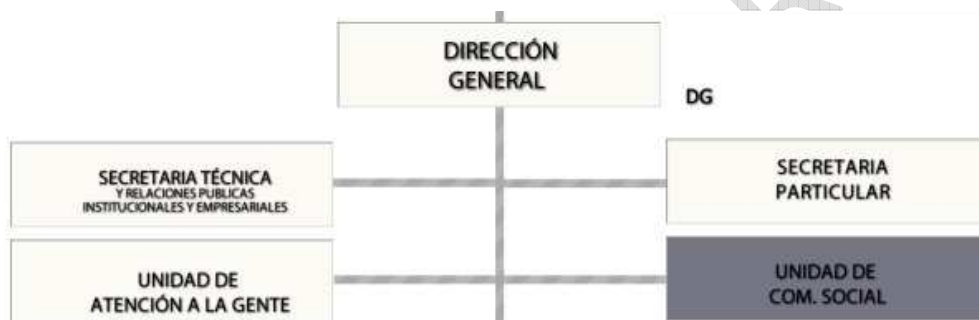 DIRECCIÓN
GENERAL
DG
SECRETARIA TÉCNICA
Y RELACIONES PUBLICAS
INSTITUCIONALES Y EMPRESARIALES
SECRETARIA
PARTICULAR
UNIDAD DE
ATENCIÓN A LA GENTE
UNIDAD DE
COM. SOCIAL